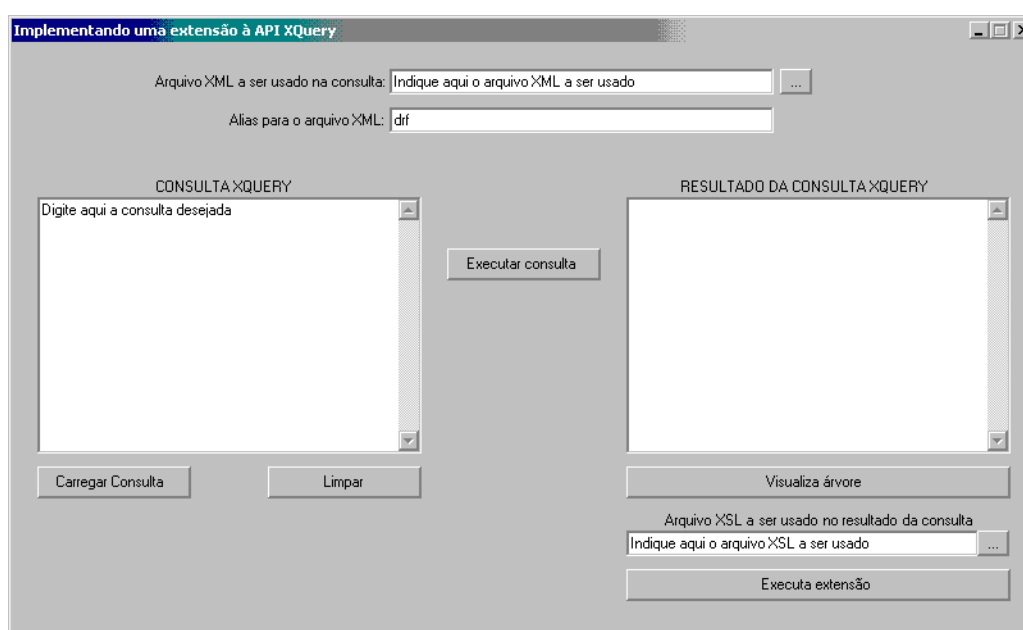 Implementando uma extensão à API XQuery
Arquivo XML a ser usado na consulta: Indique aqui o arquivo XML a ser usado ...
Alias para o arquivo XML: drf
CONSULTA XQUERY
Digite aqui a consulta desejada
Executar consulta
Carregar Consulta Limpar
RESULTADO DA CONSULTA XQUERY
Visualiza árvore
Arquivo XSL a ser usado no resultado da consulta
Indique aqui o arquivo XSL a ser usado ...
Executa extensão